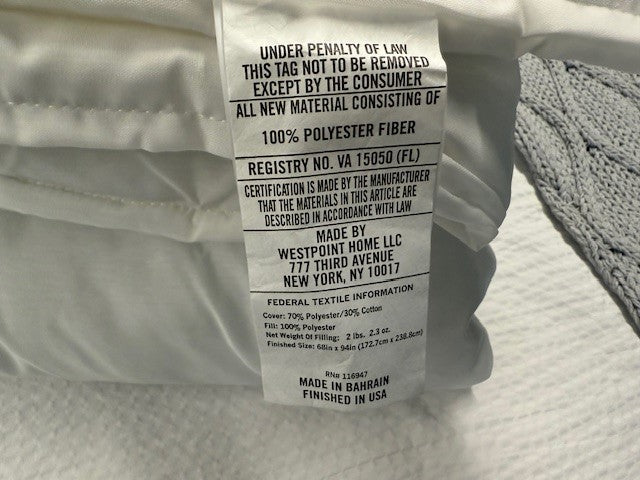 UNDER PENALTY OF LAW
THIS TAG NOT TO BE REMOVED
EXCEPT BY THE CONSUMER
ALL NEW MATERIAL CONSISTING OF
100% POLYESTER FIBER
REGISTRY NO. VA 15050 (FL)
CERTIFICATION IS MADE BY THE MANUFACTURER
THAT THE MATERIALS IN THIS ARTICLE ARE
DESCRIBED IN ACCORDANCE WITH LAW
MADE BY
WESTPOINT HOME LLC
777 THIRD AVENUE
NEW YORK, NY 10017
FEDERAL TEXTILE INFORMATION
Cover: 70% Polyester/30% Cotton
Fill: 100% Polyester
Net Weight Of Filling: 2 lbs. 2.3 oz.
Finished Size: 68in x 94in (172.7cm x 238.8cm)
RN# 116947
MADE IN BAHRAIN
FINISHED IN USA